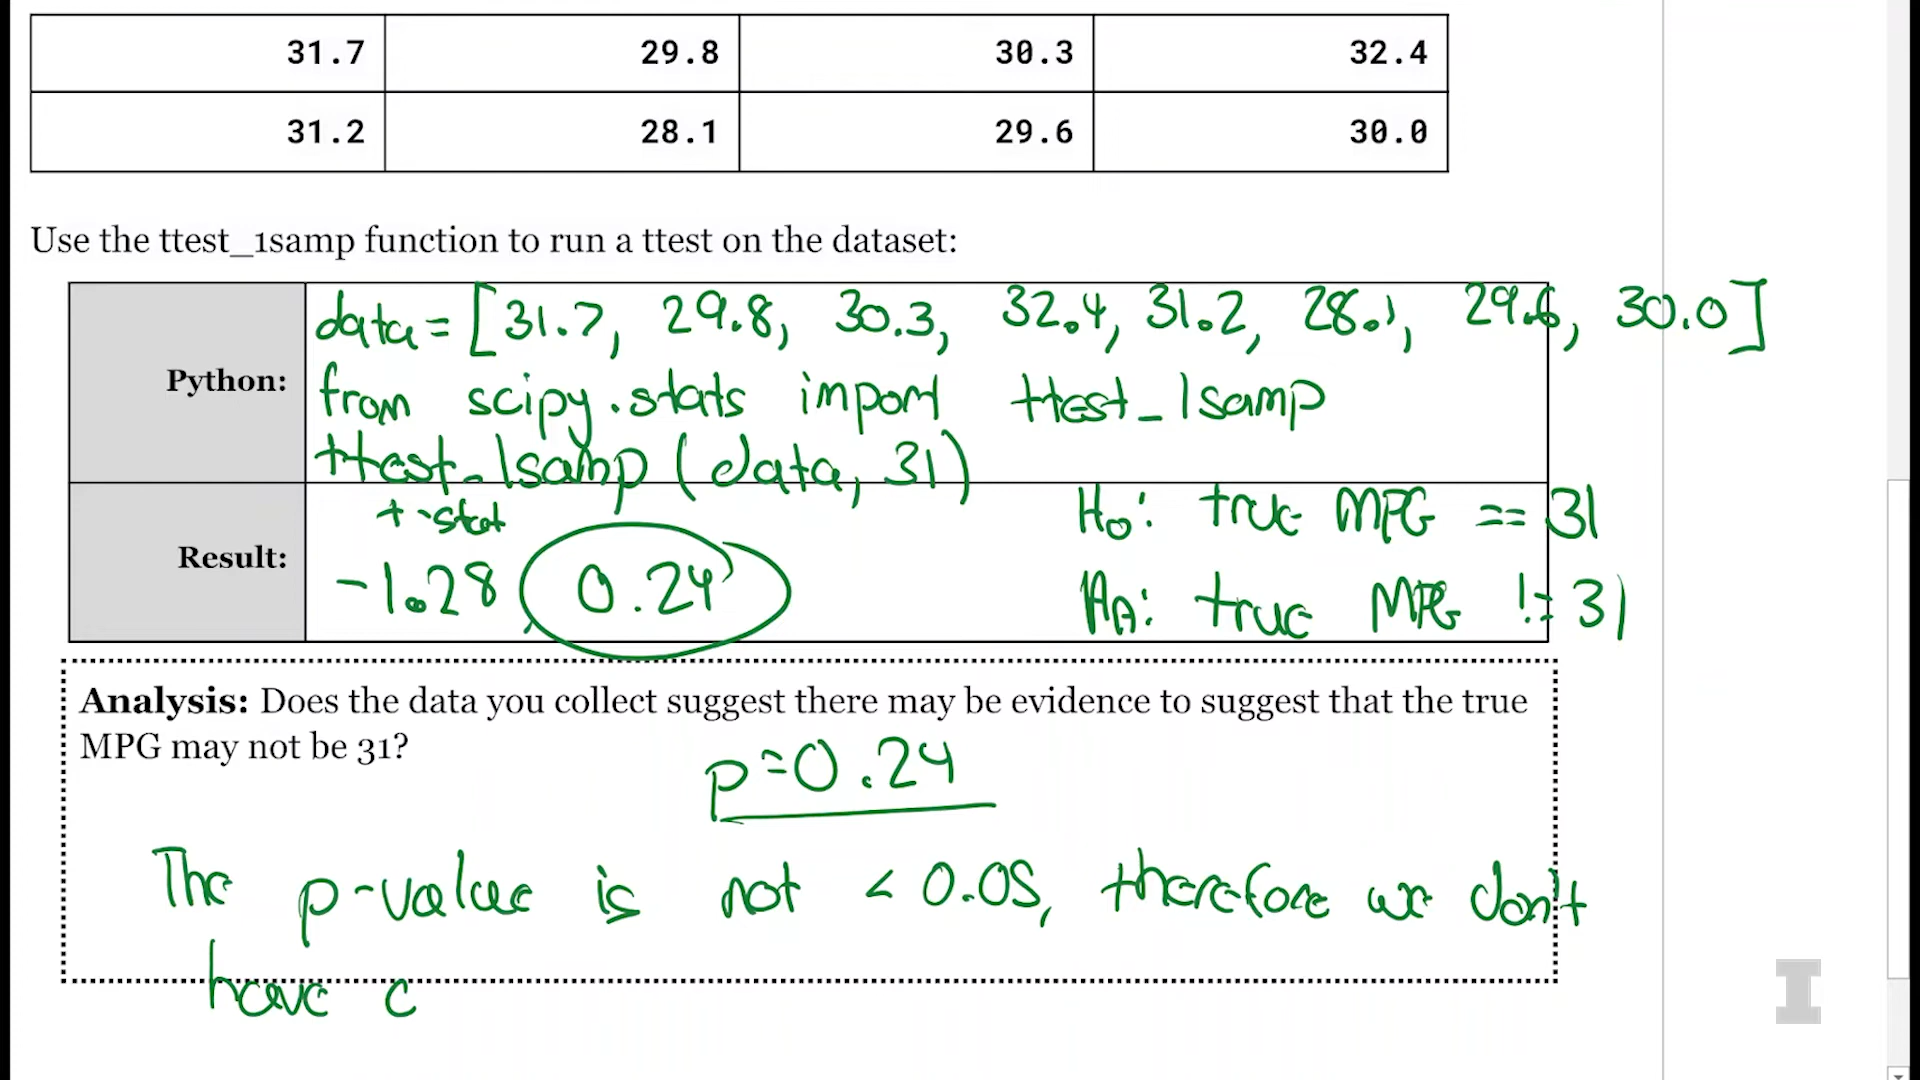 31.7 29.8 30.3 32.4
31.2 28.1 29.6 30.0
Use the ttest_1samp function to run a ttest on the dataset:
Python:
data = [31.7, 29.8, 30.3, 32.4, 31.2, 28.1, 29.6, 30.0]
from scipy.stats import ttest_1samp
ttest_1samp (data, 31)
Result:
t-stat
-1.28, 0.24
H0: true MPG == 31
HA: true MPG != 31
Analysis: Does the data you collect suggest there may be evidence to suggest that the true
MPG may not be 31?
p=0.24
The p-value is not < 0.05, therefore we don't
have e
I